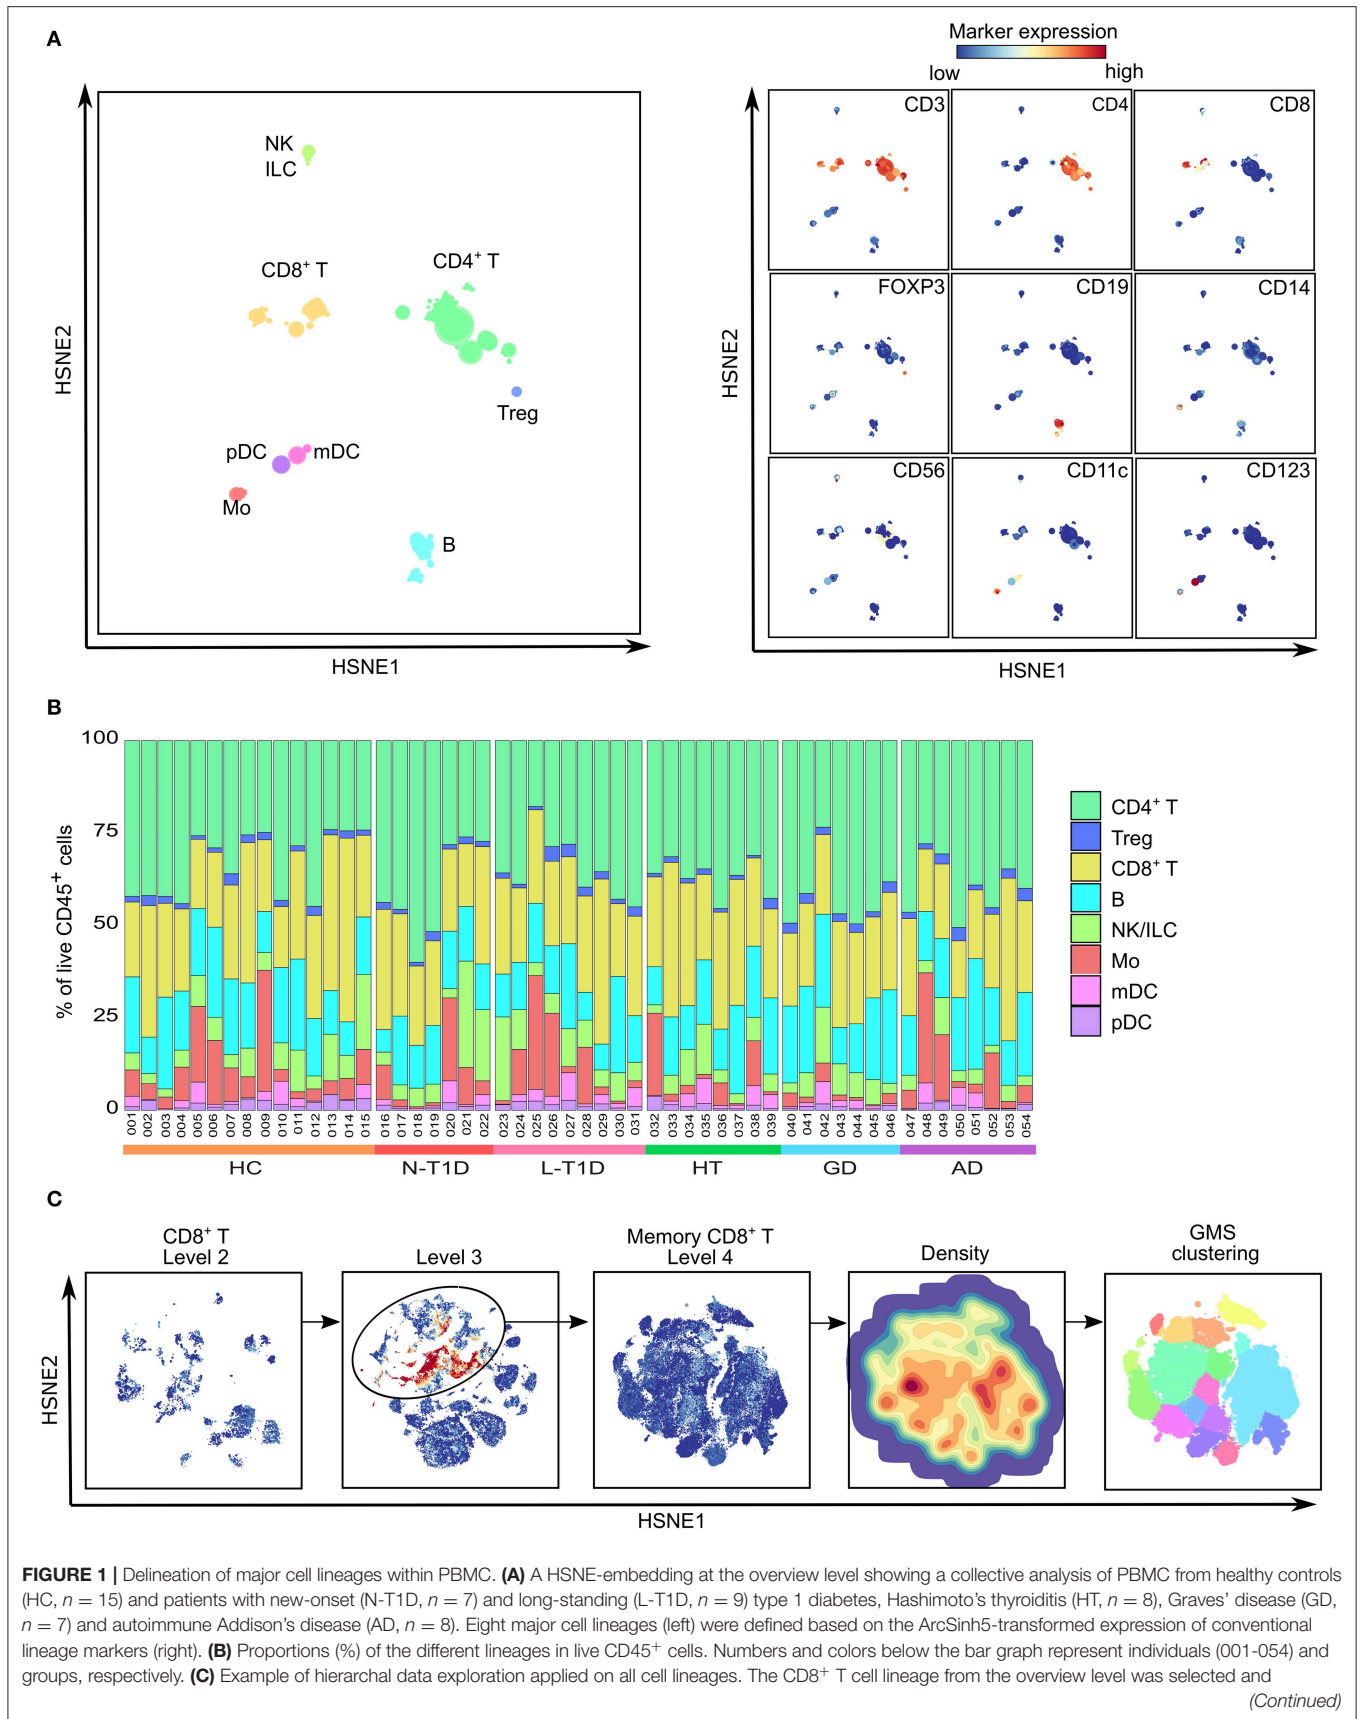 A
Marker expression
low
high
NK
ILC
CD8⁺ T
CD4⁺ T
Treg
pDC
mDC
Mo
B
HSNE2
HSNE1
CD3
CD4
CD8
FOXP3
CD19
CD14
CD56
CD11c
CD123
HSNE2
HSNE1
B
% of live CD45⁺ cells
100
75
50
25
0
001 002 003 004 005 006 007 008 009 010 011 012 013 014 015 016 017 018 019 020 021 022 023 024 025 026 027 028 029 030 031 032 033 034 035 036 037 038 039 040 041 042 043 044 045 046 047 048 049 050 051 052 053 054
HC N-T1D L-T1D HT GD AD
CD4⁺ T
Treg
CD8⁺ T
B
NK/ILC
Mo
mDC
pDC
C
CD8⁺ T
Level 2
Level 3
Memory CD8⁺ T
Level 4
Density
GMS
clustering
HSNE2
HSNE1
FIGURE 1 | Delineation of major cell lineages within PBMC. (A) A HSNE-embedding at the overview level showing a collective analysis of PBMC from healthy controls
(HC, n = 15) and patients with new-onset (N-T1D, n = 7) and long-standing (L-T1D, n = 9) type 1 diabetes, Hashimoto's thyroiditis (HT, n = 8), Graves' disease (GD,
n = 7) and autoimmune Addison's disease (AD, n = 8). Eight major cell lineages (left) were defined based on the ArcSinh5-transformed expression of conventional
lineage markers (right). (B) Proportions (%) of the different lineages in live CD45⁺ cells. Numbers and colors below the bar graph represent individuals (001-054) and
groups, respectively. (C) Example of hierarchal data exploration applied on all cell lineages. The CD8⁺ T cell lineage from the overview level was selected and
(Continued)